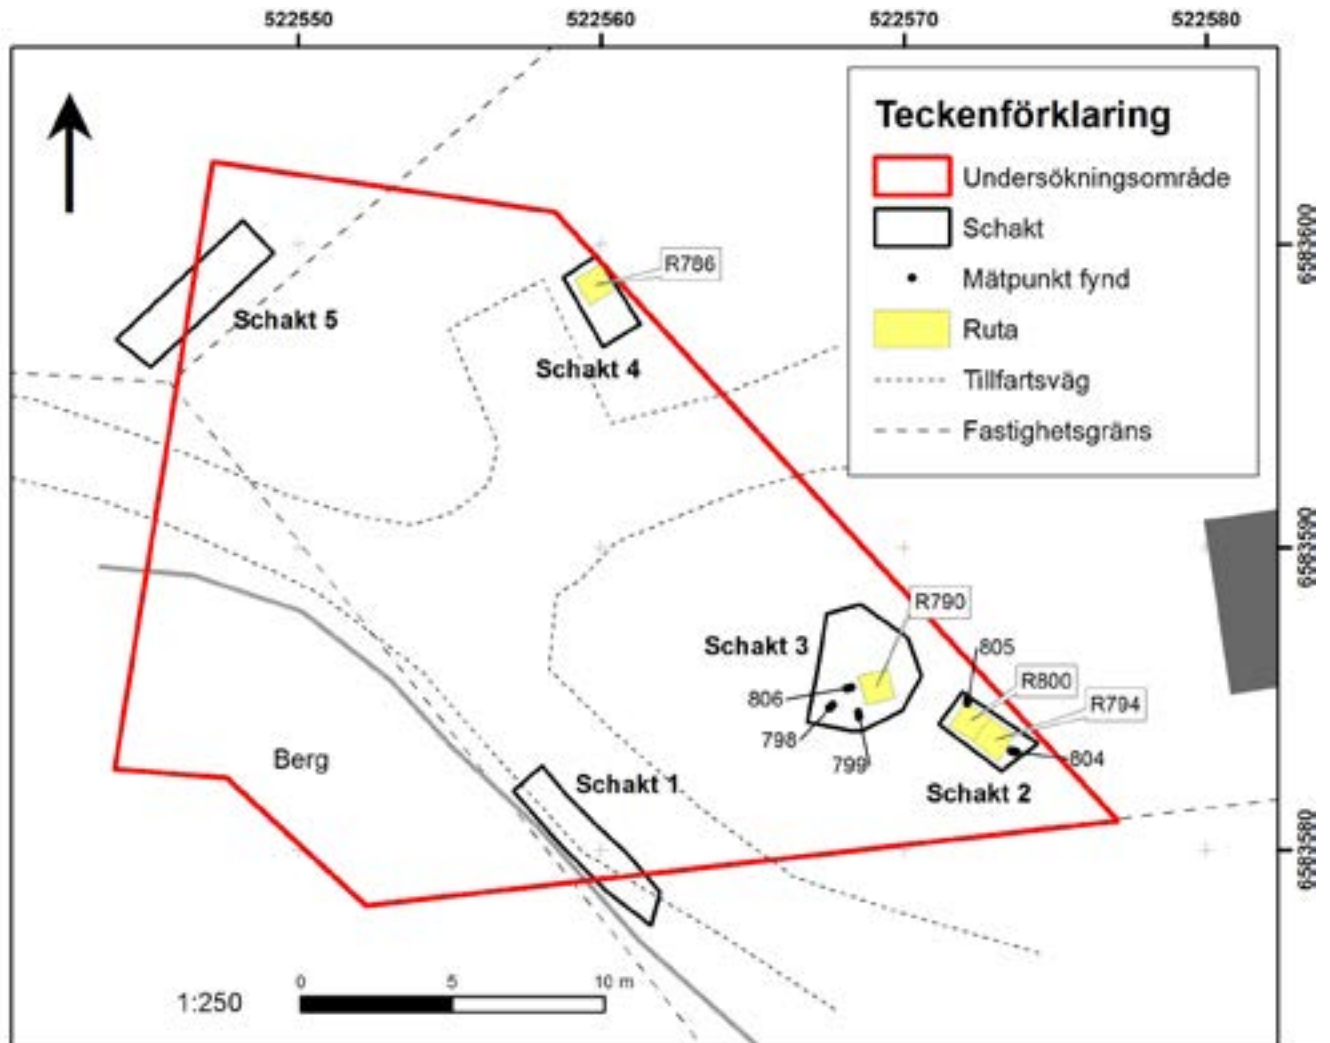 522550
522560
522570
522580
Teckenförklaring
Undersökningsområde
Schakt
Mätpunkt fynd
Ruta
Tillfartsväg
Fastighetsgräns
6583600
R786
Schakt 5
Schakt 4
6583590
R790
Schakt 3
805
R800
806
R794
798
799
804
Berg
Schakt 1
Schakt 2
6583580
0 5 10 m
1:250